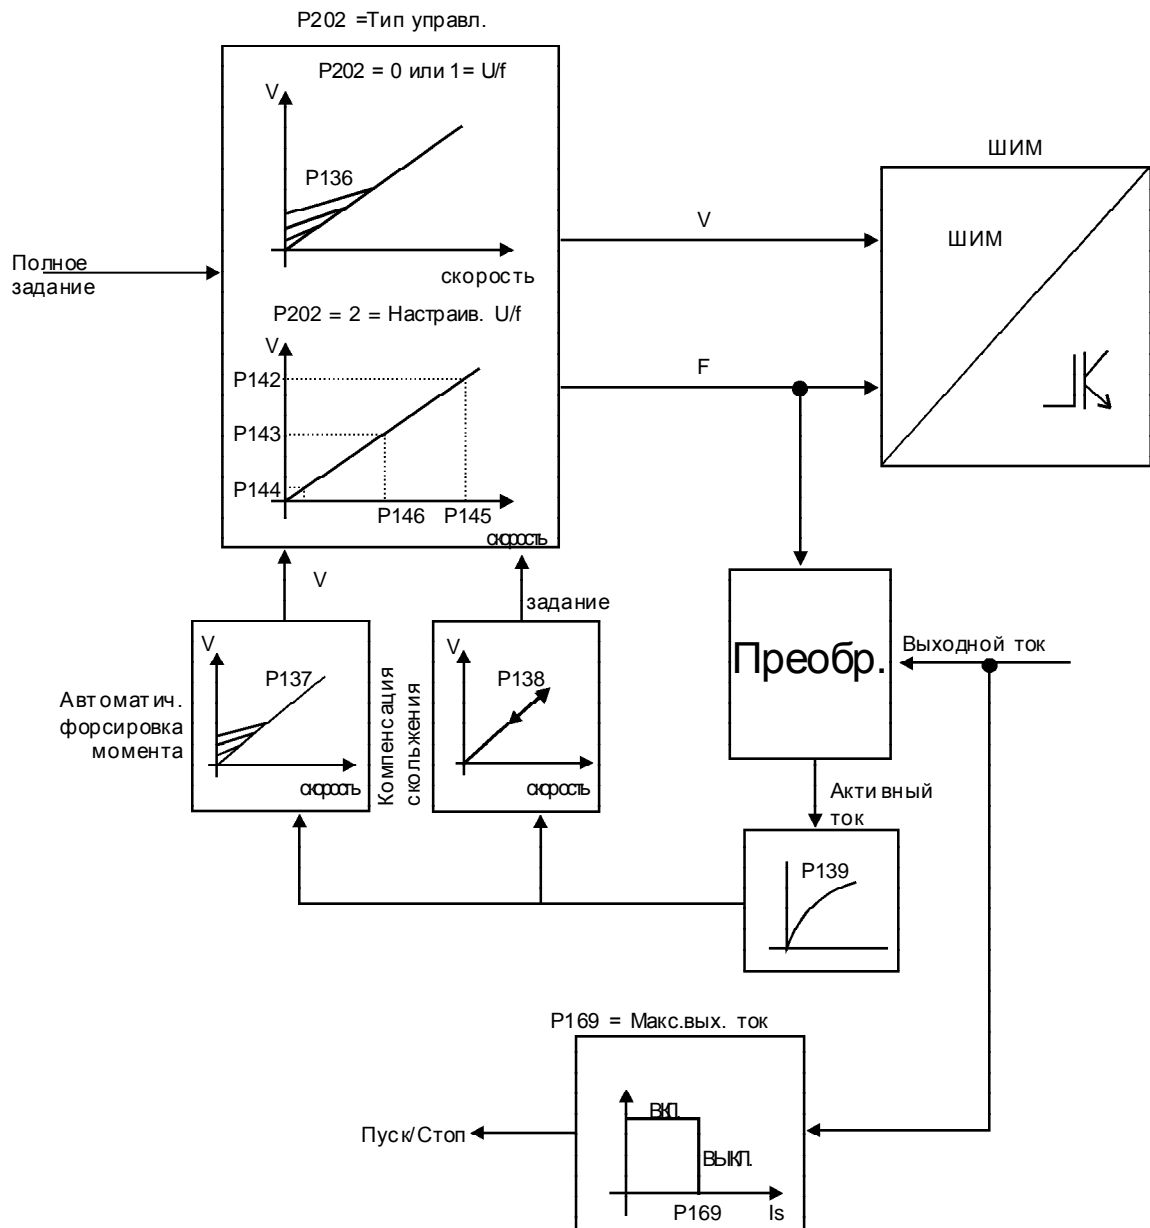 P202 =Тип управл.
P202 = 0 или 1= U/f
V
P136
скорость
Полное
задание
P202 = 2 = Настраив. U/f
V
P142
P143
P144
P146
P145
скорость
V
F
ШИМ
ШИМ
V
задание
V
P137
скорость
Автоматич.
форсировка
момента
Компенсация
скольжения
V
P138
скорость
Преобр.
Выходной ток
Активный
ток
P139
P169 = Макс.вых. ток
ВКЛ.
ВЫКЛ.
P169
Is
Пуск/Стоп